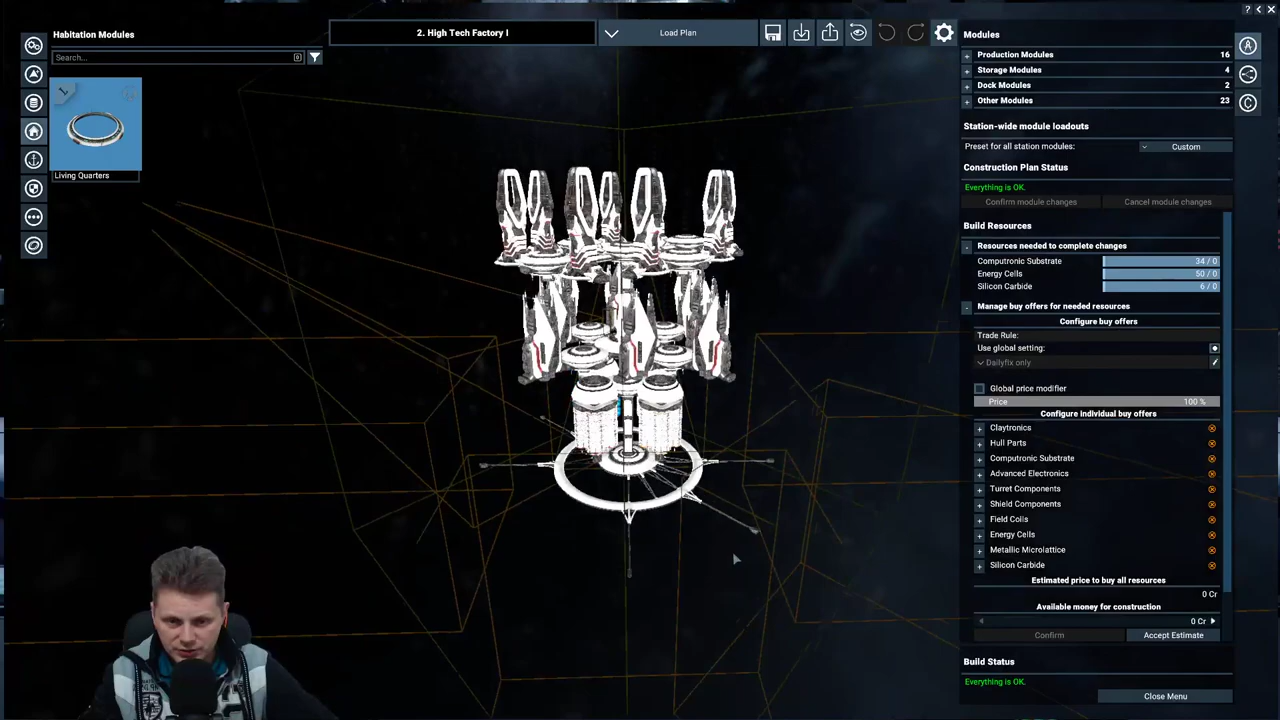 Habitation Modules
Search...
Living Quarters
2. High Tech Factory I
Load Plan
?
Modules
Production Modules 16
Storage Modules 4
Dock Modules 2
Other Modules 23
Station-wide module loadouts
Preset for all station modules: Custom
Construction Plan Status
Everything is OK.
Confirm module changes Cancel module changes
Build Resources
Resources needed to complete changes
Computronic Substrate 34 / 0
Energy Cells 50 / 0
Silicon Carbide 6 / 0
Manage buy offers for needed resources
Configure buy offers
Trade Rule:
Use global setting:
Dailyfix only
Global price modifier
Price 100 %
Configure individual buy offers
Claytronics
Hull Parts
Computronic Substrate
Advanced Electronics
Turret Components
Shield Components
Field Coils
Energy Cells
Metallic Microlattice
Silicon Carbide
Estimated price to buy all resources
0 Cr
Available money for construction
0 Cr
Confirm Accept Estimate
Build Status
Everything is OK.
Close Menu